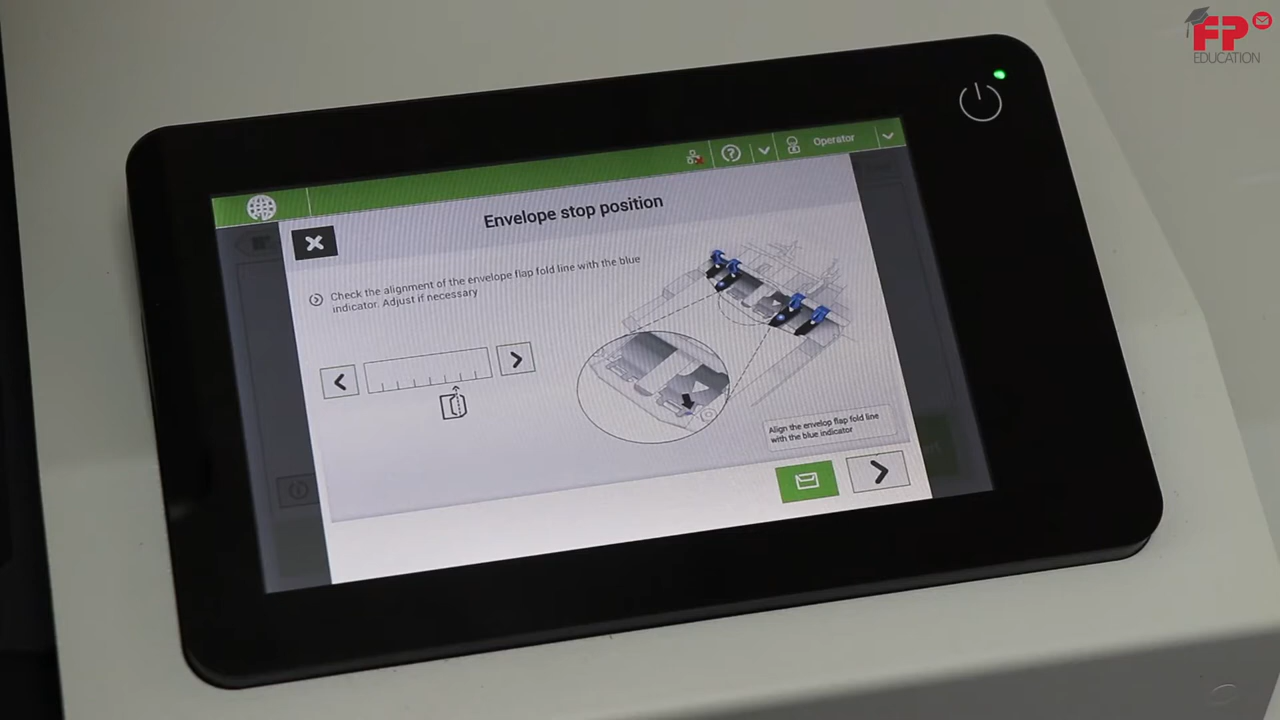 FP
EDUCATION
Operator
Envelope stop position
Check the alignment of the envelope flap fold line with the blue
indicator. Adjust if necessary
Align the envelop flap fold line
with the blue indicator